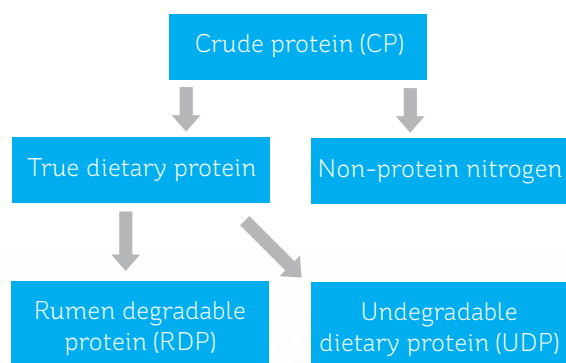 Crude protein (CP)
True dietary protein
Non-protein nitrogen
Rumen degradable
protein (RDP)
Undegradable
dietary protein (UDP)